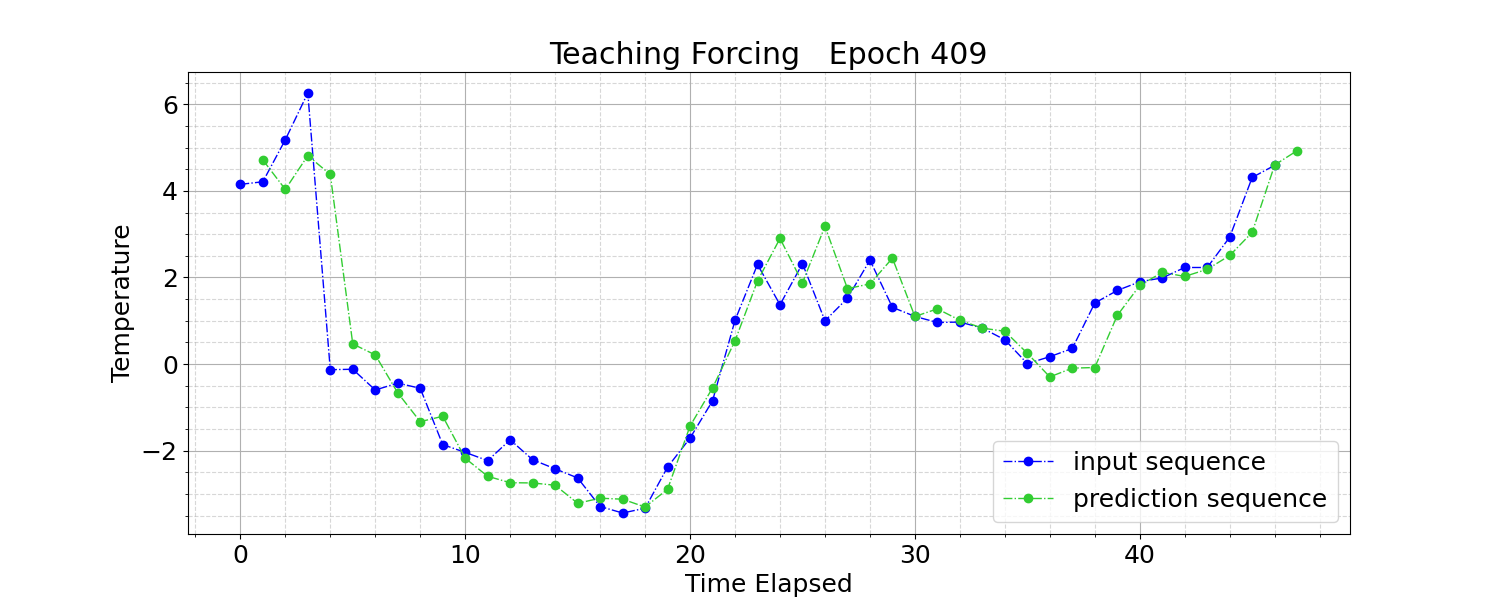 Teaching Forcing   Epoch 409
Temperature
6
4
2
0
−2
input sequence
prediction sequence
0 10 20 30 40
Time Elapsed